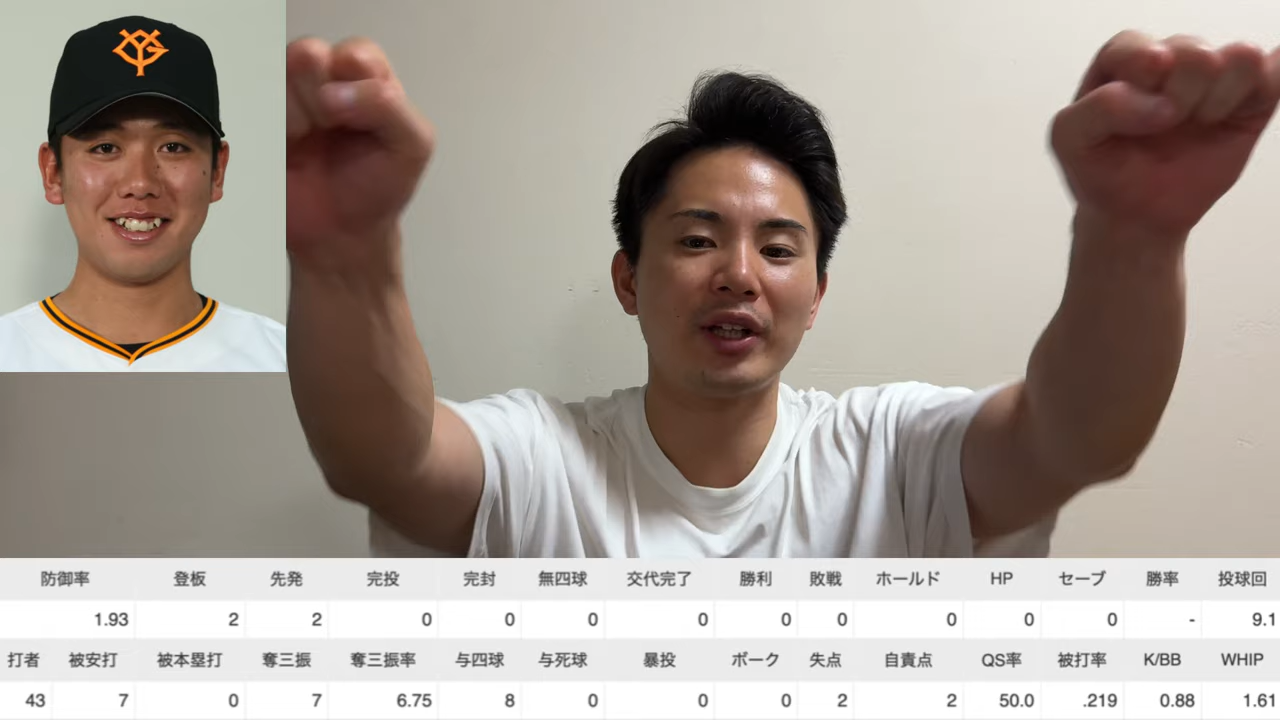 YG
防御率 登板 先発 完投 完封 無四球 交代完了 勝利 敗戦 ホールド HP セーブ 勝率 投球回
1.93 2 2 0 0 0 0 0 0 0 0 0 - 9.1
打者 被安打 被本塁打 奪三振 奪三振率 与四球 与死球 暴投 ボーク 失点 自責点 QS率 被打率 K/BB WHIP
43 7 0 7 6.75 8 0 0 0 2 2 50.0 .219 0.88 1.61